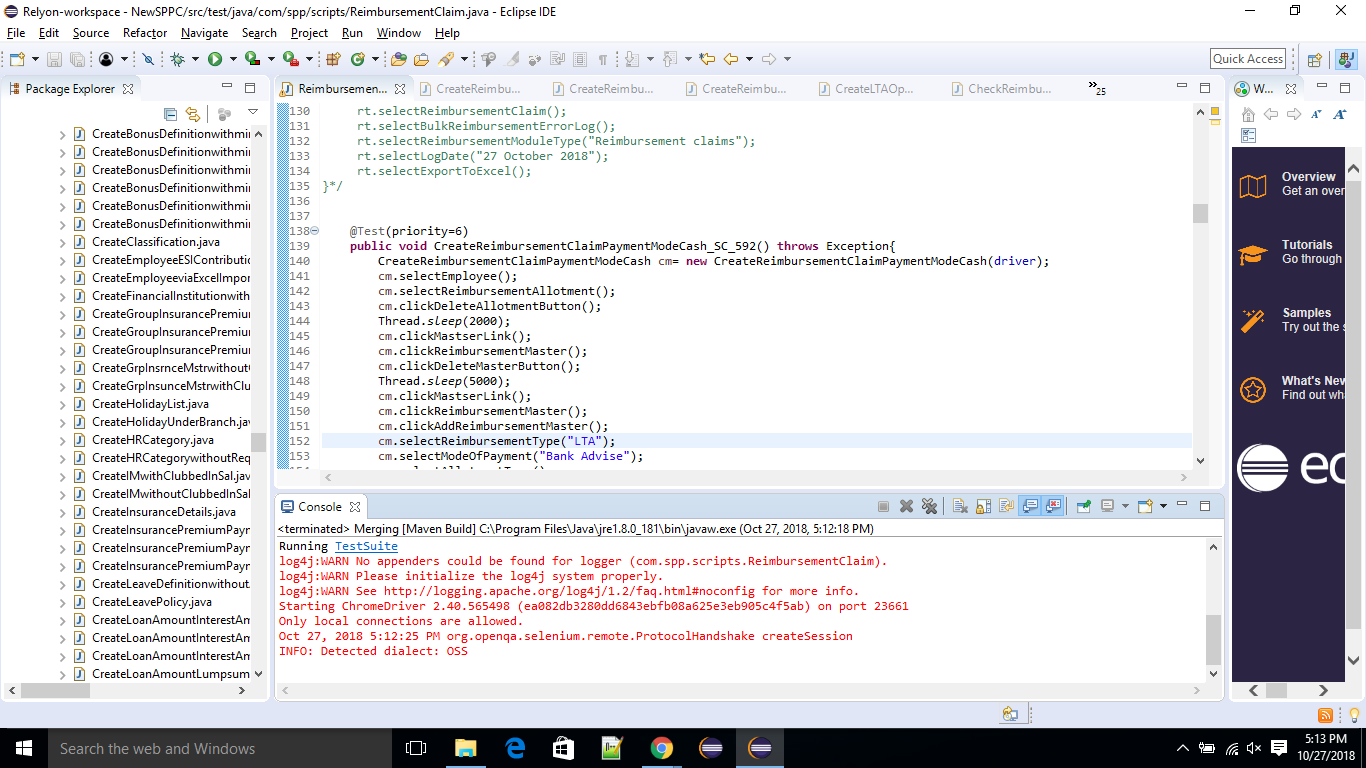 Relyon-workspace - NewSPPC/src/test/java/com/spp/scripts/ReimbursementClaim.java - Eclipse IDE
File Edit Source Refactor Navigate Search Project Run Window Help
Quick Access
Package Explorer
CreateBonusDefinitionwithmi
CreateBonusDefinitionwithmi
CreateBonusDefinitionwithmi
CreateBonusDefinitionwithmi
CreateBonusDefinitionwithmi
CreateBonusDefinitionwithmi
CreateClassification.java
CreateEmployeeESIContributi
CreateEmployeeviaExcelImpor
CreateFinancialInstitutionwith
CreateGroupInsurancePremiu
CreateGroupInsurancePremiu
CreateGroupInsurancePremiu
CreateGrpInsrnceMstrwithout
CreateGrpInsunceMstrwithClu
CreateHolidayList.java
CreateHolidayUnderBranch.jav
CreateHRCategory.java
CreateHRCategorywithoutReq
CreateIMwithClubbedInSal.jav
CreateIMwithoutClubbedInSal
CreateInsuranceDetails.java
CreateInsurancePremiumPayn
CreateInsurancePremiumPayn
CreateInsurancePremiumPayn
CreateLeaveDefinitionwithout
CreateLeavePolicy.java
CreateLoanAmountInterestAm
CreateLoanAmountInterestAm
CreateLoanAmountInterestAm
CreateLoanAmountLumpsum
Reimbursemen... CreateReimbu... CreateReimbu... CreateReimbu... CreateLTAOp... CheckReimbu... »25
130 rt.selectReimbursementClaim();
131 rt.selectBulkReimbursementErrorLog();
132 rt.selectReimbursementModuleType("Reimbursement claims");
133 rt.selectLogDate("27 October 2018");
134 rt.selectExportToExcel();
135 }*/
136
137
138 @Test(priority=6)
139 public void CreateReimbursementClaimPaymentModeCash_SC_592() throws Exception{
140 CreateReimbursementClaimPaymentModeCash cm= new CreateReimbursementClaimPaymentModeCash(driver);
141 cm.selectEmployee();
142 cm.selectReimbursementAllotment();
143 cm.clickDeleteAllotmentButton();
144 Thread.sleep(2000);
145 cm.clickMastserLink();
146 cm.clickReimbursementMaster();
147 cm.clickDeleteMasterButton();
148 Thread.sleep(5000);
149 cm.clickMastserLink();
150 cm.clickReimbursementMaster();
151 cm.clickAddReimbursementMaster();
152 cm.selectReimbursementType("LTA");
153 cm.selectModeOfPayment("Bank Advise");
Console
<terminated> Merging [Maven Build] C:\Program Files\Java\jre1.8.0_181\bin\javaw.exe (Oct 27, 2018, 5:12:18 PM)
Running TestSuite
log4j:WARN No appenders could be found for logger (com.spp.scripts.ReimbursementClaim).
log4j:WARN Please initialize the log4j system properly.
log4j:WARN See http://logging.apache.org/log4j/1.2/faq.html#noconfig for more info.
Starting ChromeDriver 2.40.565498 (ea082db3280dd6843ebfb08a625e3eb905c4f5ab) on port 23661
Only local connections are allowed.
Oct 27, 2018 5:12:25 PM org.openqa.selenium.remote.ProtocolHandshake createSession
INFO: Detected dialect: OSS
W...
Overview
Get an over
Tutorials
Go through
Samples
Try out the s
What's New
Find out wh
ec
Search the web and Windows
5:13 PM
10/27/2018